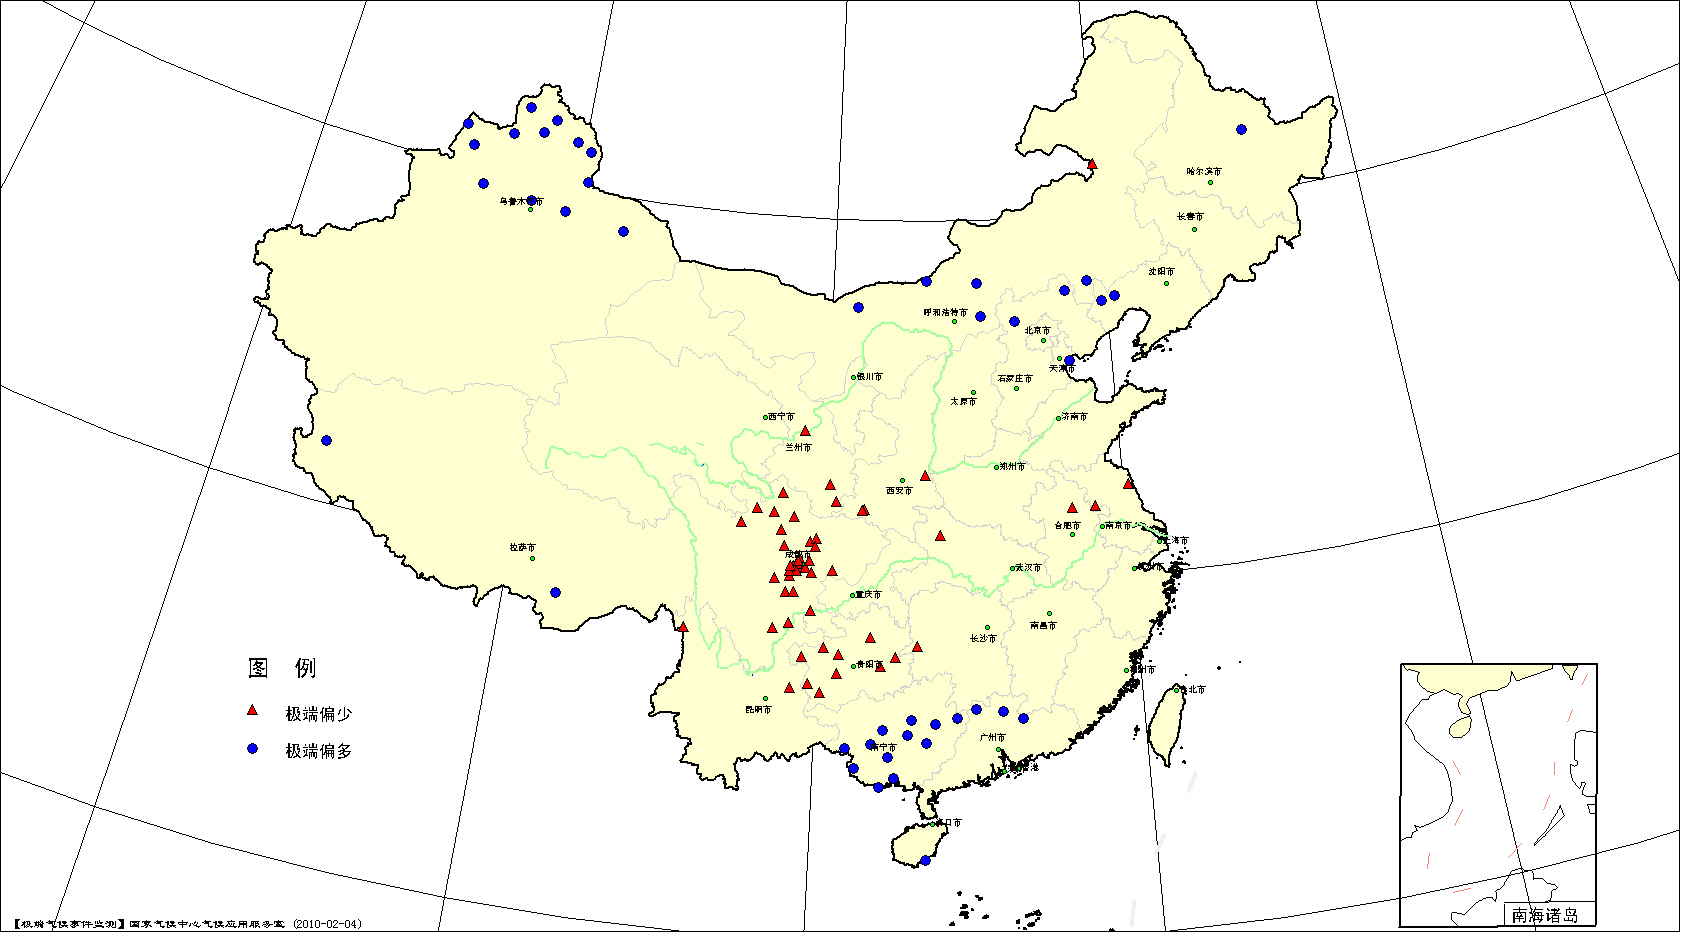 哈尔滨市
长春市
乌鲁木
市
沈阳市
呼和浩特市
北京市
天津市
银川市
石家庄市
太原市
西宁市
济南市
兰州市
郑州市
西安市
合肥市
南京市
上海市
拉萨市
成都市
武汉市
重庆市
南昌市
长沙市
贵阳市
州市
北市
昆明市
广州市
南宁市
港
口市
图 例
极端偏少
极端偏多
南海诸岛
【极端气候事件监测】国家气候中心气候应用服务室 (2010-02-04)